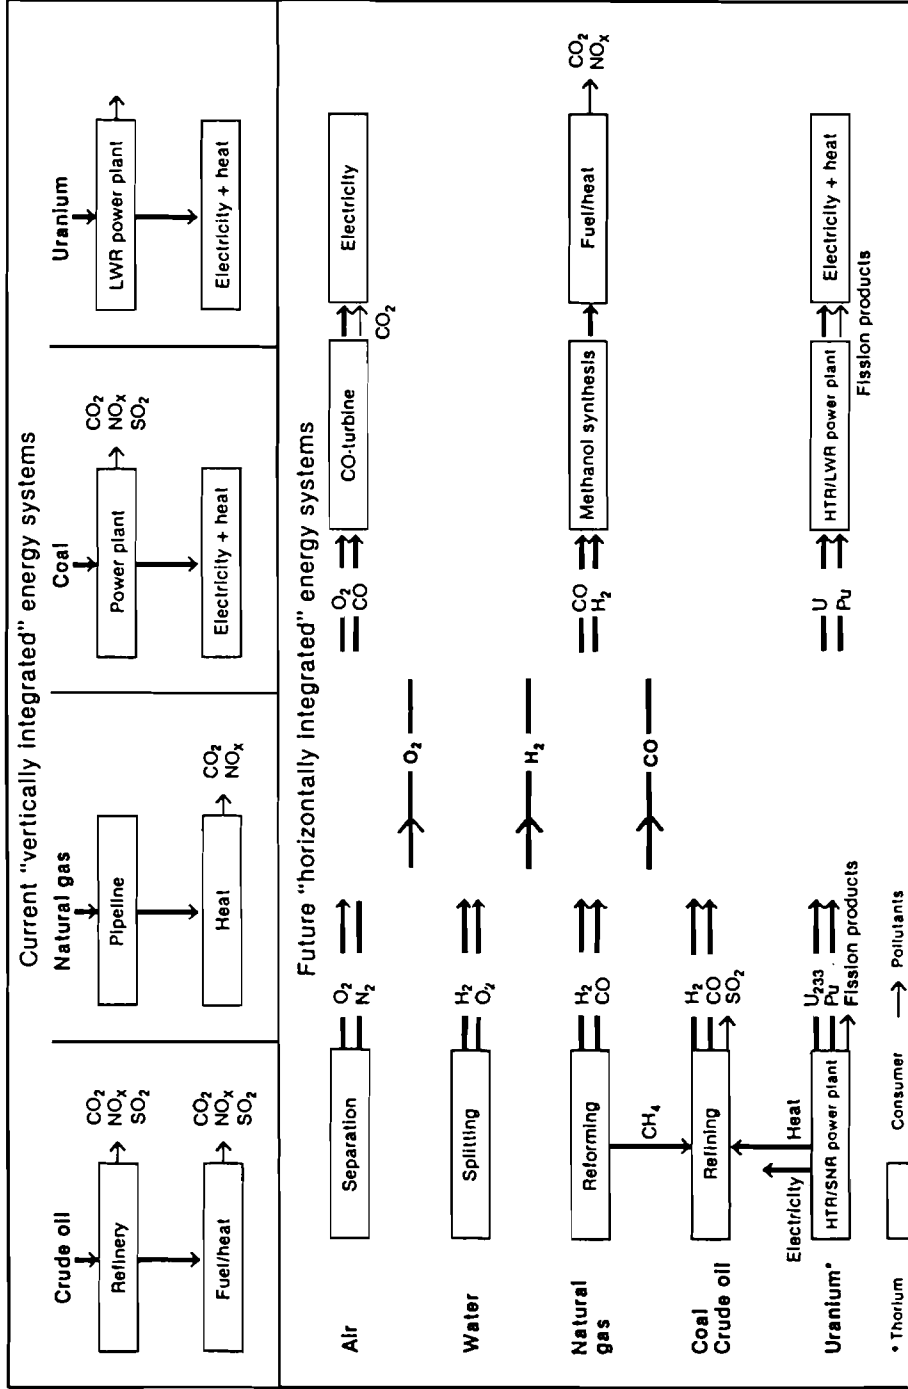 Current "vertically integrated" energy systems
Crude oil
Refinery
CO2
NOX
SO2
Fuel/heat
CO2
NOX
SO2
Natural gas
Pipeline
Heat
CO2
NOX
Coal
Power plant
CO2
NOX
SO2
Electricity + heat
Uranium
LWR power plant
Electricity + heat
Future "horizontally integrated" energy systems
Air
Separation
O2
N2
O2
O2
CO
CO-turbine
CO2
Electricity
Water
Splitting
H2
O2
H2
Natural
gas
Reforming
H2
CO
CH4
CO
CO
H2
Methanol synthesis
Fuel/heat
CO2
NOX
Coal
Crude oil
Refining
H2
CO
SO2
Electricity
Heat
Uranium*
HTR/SNR power plant
U233
Pu
Fission products
U
Pu
HTR/LWR power plant
Fission products
Electricity + heat
* Thorium
Consumer
Pollutants